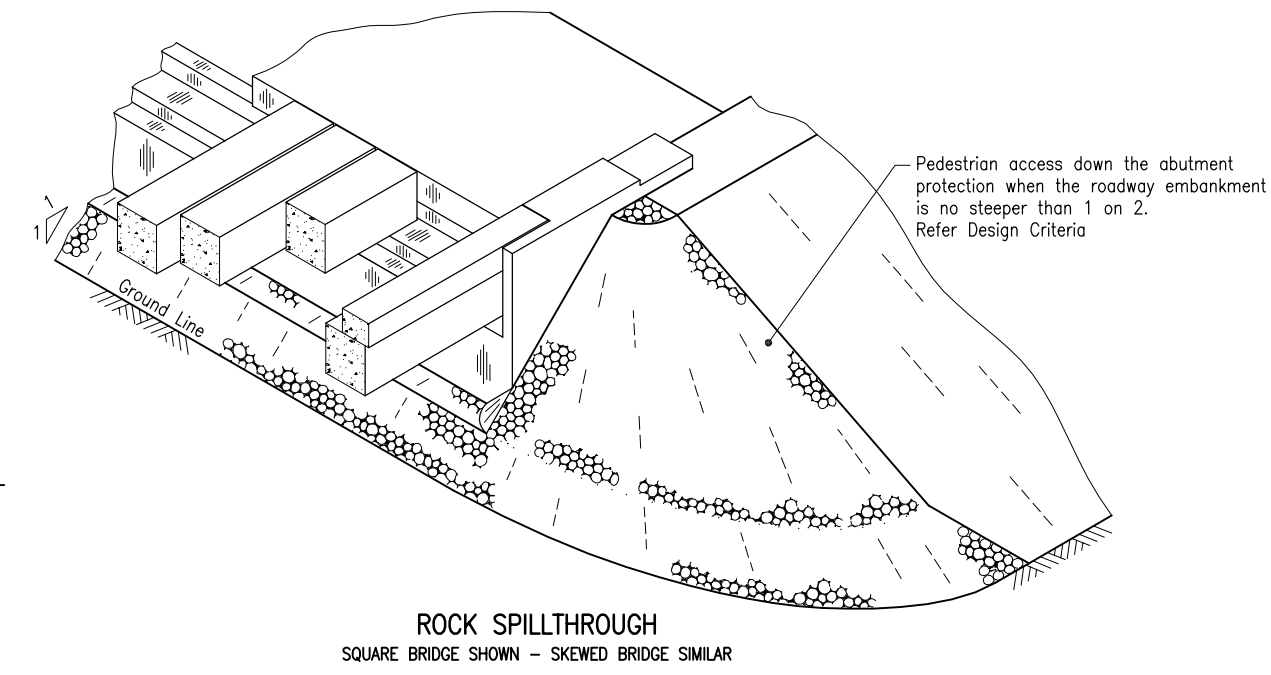 Pedestrian access down the abutment
protection when the roadway embankment
is no steeper than 1 on 2.
Refer Design Criteria
1
1
Ground Line
ROCK SPILLTHROUGH
SQUARE BRIDGE SHOWN – SKEWED BRIDGE SIMILAR